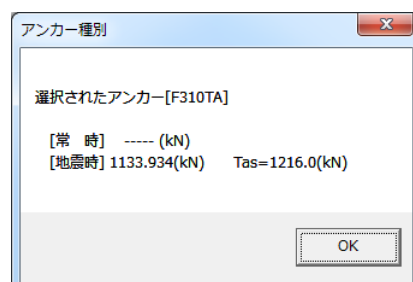 アンカー種別
選択されたアンカー[F310TA]
[常　時]　----- (kN)
[地震時] 1133.934(kN)　　Tas=1216.0(kN)
OK